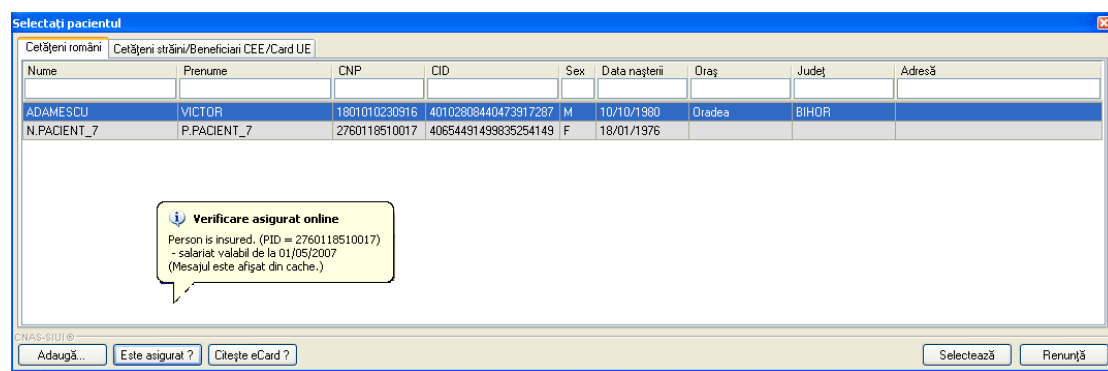 Selectați pacientul
Cetățeni români Cetățeni străini/Beneficiari CEE/Card UE
Nume Prenume CNP CID Sex Data nașterii Oraș Județ Adresă
ADAMESCU VICTOR 1801010230916 40102808440473917287 M 10/10/1980 Oradea BIHOR
N.PACIENT_7 P.PACIENT_7 2760118510017 40654491499835254149 F 18/01/1976
Verificare asigurat online
Person is insured. (PID = 2760118510017)
- salariat valabil de la 01/05/2007
(Mesajul este afișat din cache.)
CNAS-SIUI®
Adaugă... Este asigurat ? Citește eCard ? Selectează Renunță